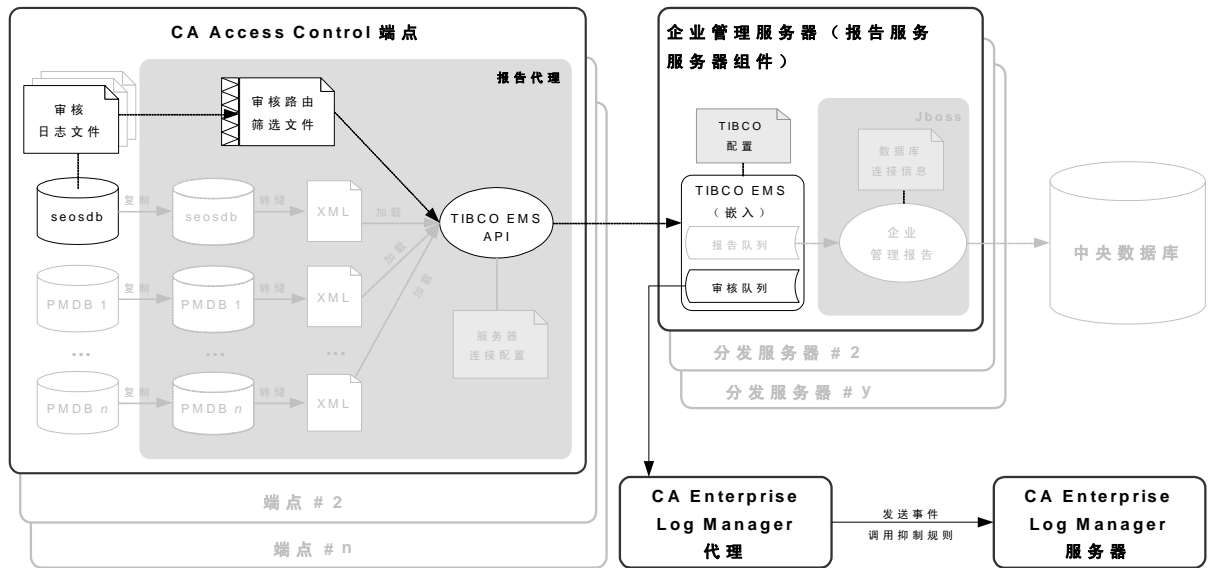 CA Access Control 端点
报告代理
审核
日志文件
审核路由
筛选文件
seosdb
复制
seosdb
转储
XML
加载
TIBCO EMS
API
PMDB 1
复制
PMDB 1
转储
XML
加载
...
...
...
PMDB n
复制
PMDB n
转储
XML
加载
服务器
连接配置
端点 # 2
端点 # n
企业管理服务器（报告服务
服务器组件）
TIBCO
配置
TIBCO EMS
（嵌入）
报告队列
审核队列
Jboss
数据库
连接信息
企业
管理报告
中央数据库
分发服务器 # 2
分发服务器 # y
CA Enterprise
Log Manager
代理
发送事件
调用抑制规则
CA Enterprise
Log Manager
服务器